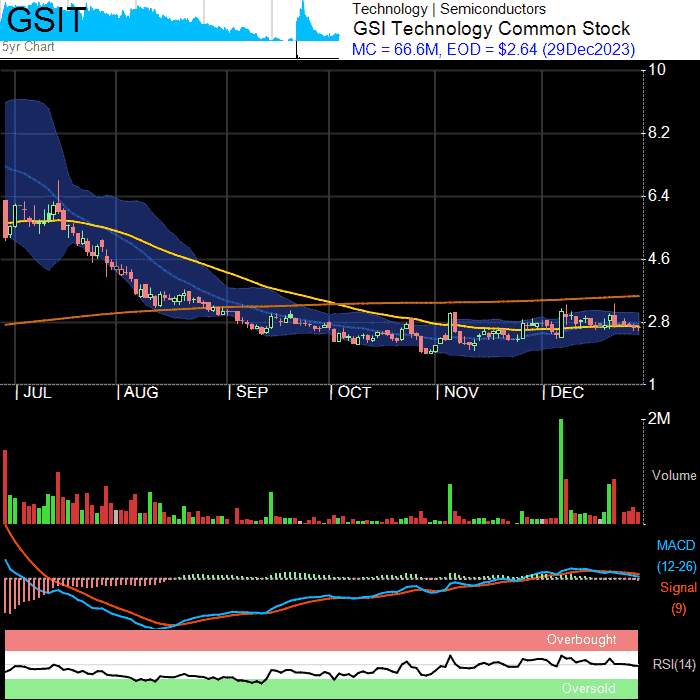 GSIT
5yr Chart
Technology | Semiconductors
GSI Technology Common Stock
MC = 66.6M, EOD = $2.64 (29Dec2023)
10
8.2
6.4
4.6
2.8
1
JUL AUG SEP OCT NOV DEC
2M
Volume
MACD
(12-26)
Signal
(9)
Overbought
RSI(14)
Oversold